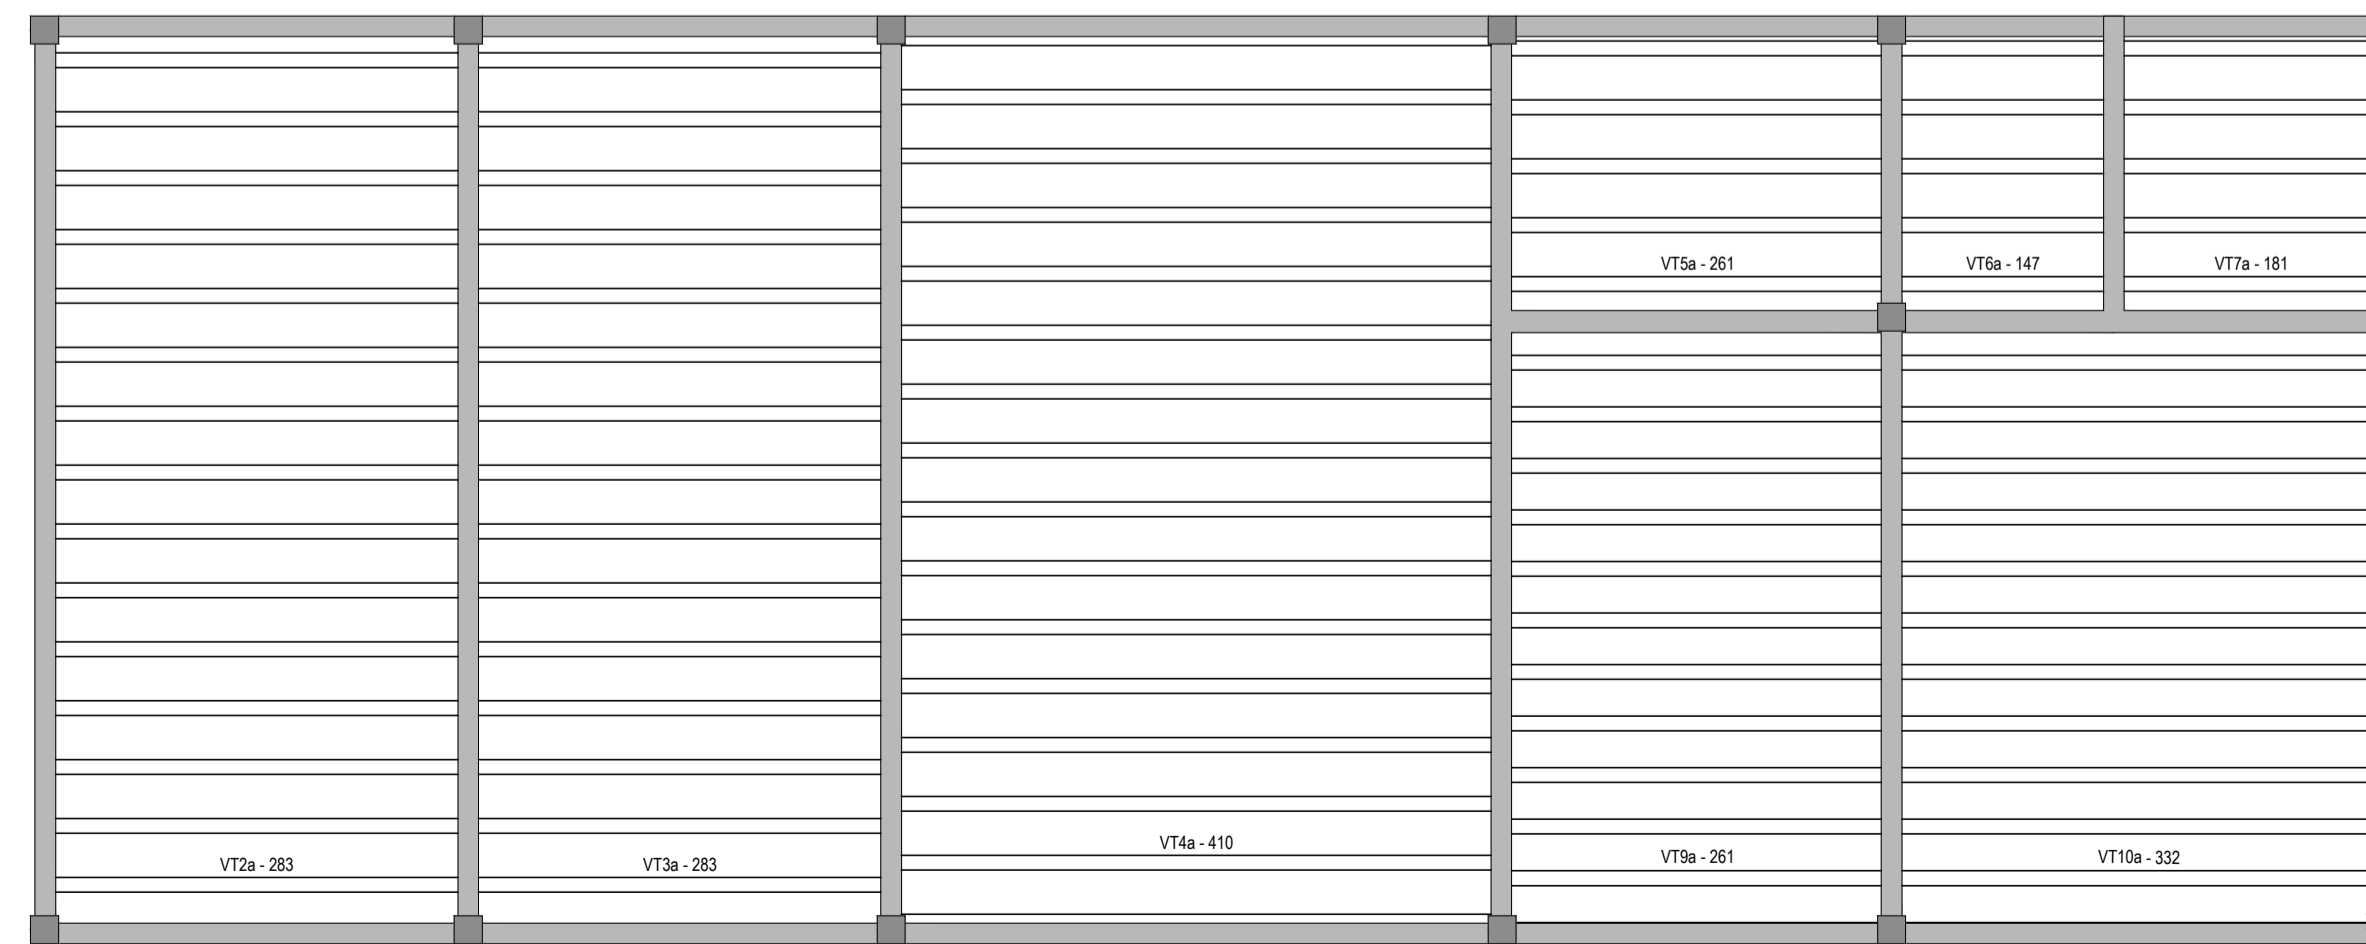 VT5a - 261
VT6a - 147
VT7a - 181
VT2a - 283
VT3a - 283
VT4a - 410
VT9a - 261
VT10a - 332